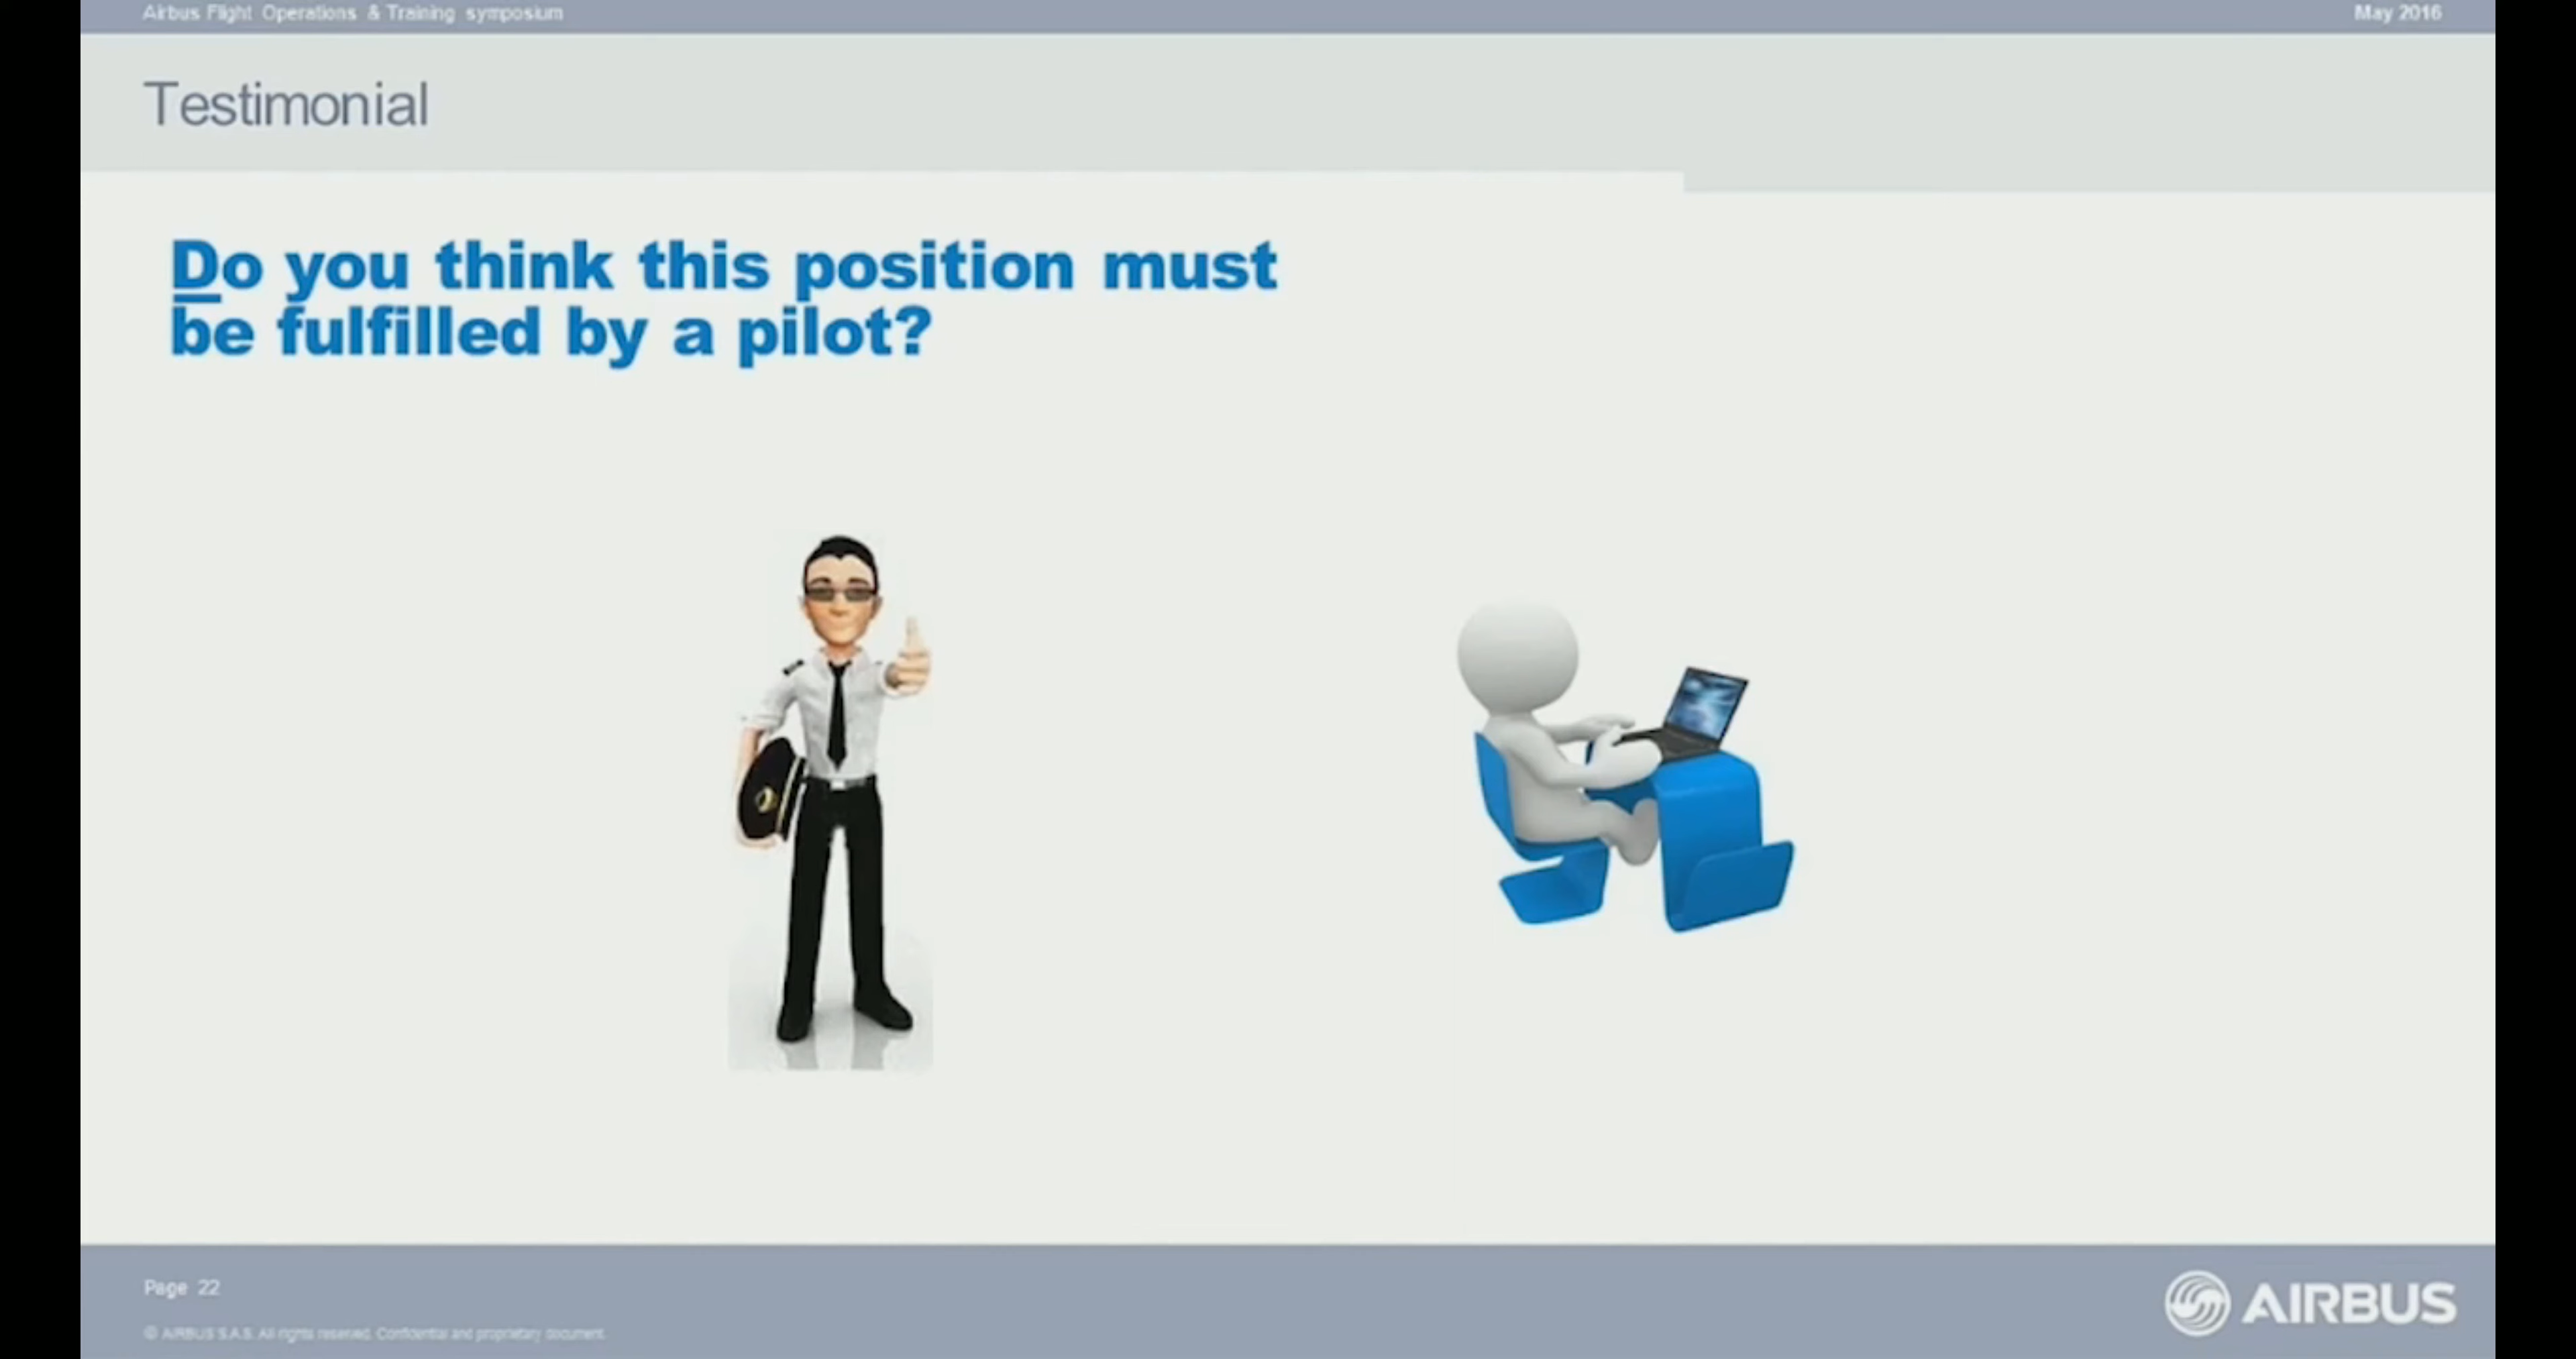 Airbus Flight Operations & Training symposium
May 2016
Testimonial
Do you think this position must
be fulfilled by a pilot?
Page 22
© AIRBUS S.A.S. All rights reserved. Confidential and proprietary document.
AIRBUS